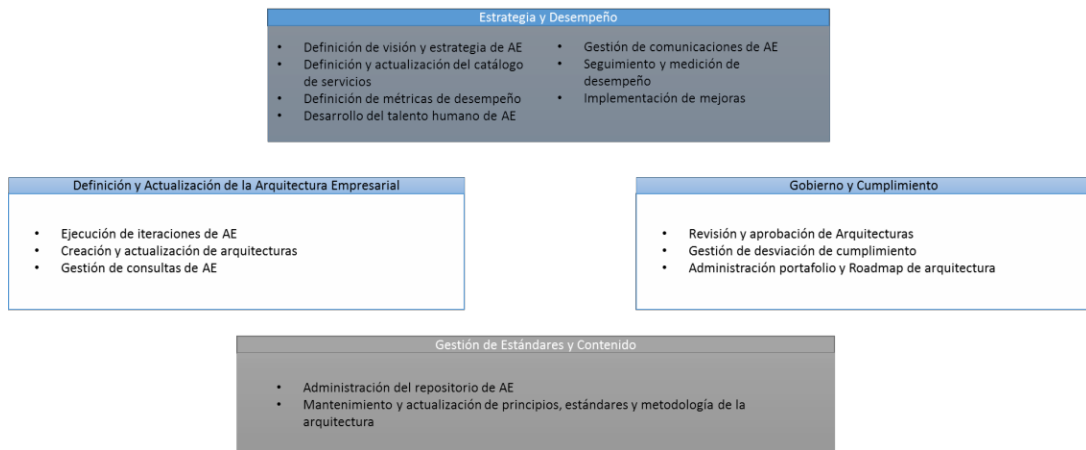 Estrategia y Desempeño
• Definición de visión y estrategia de AE
• Definición y actualización del catálogo
de servicios
• Definición de métricas de desempeño
• Desarrollo del talento humano de AE
• Gestión de comunicaciones de AE
• Seguimiento y medición de
desempeño
• Implementación de mejoras
Definición y Actualización de la Arquitectura Empresarial
• Ejecución de iteraciones de AE
• Creación y actualización de arquitecturas
• Gestión de consultas de AE
Gobierno y Cumplimiento
• Revisión y aprobación de Arquitecturas
• Gestión de desviación de cumplimiento
• Administración portafolio y Roadmap de arquitectura
Gestión de Estándares y Contenido
• Administración del repositorio de AE
• Mantenimiento y actualización de principios, estándares y metodología de la
arquitectura